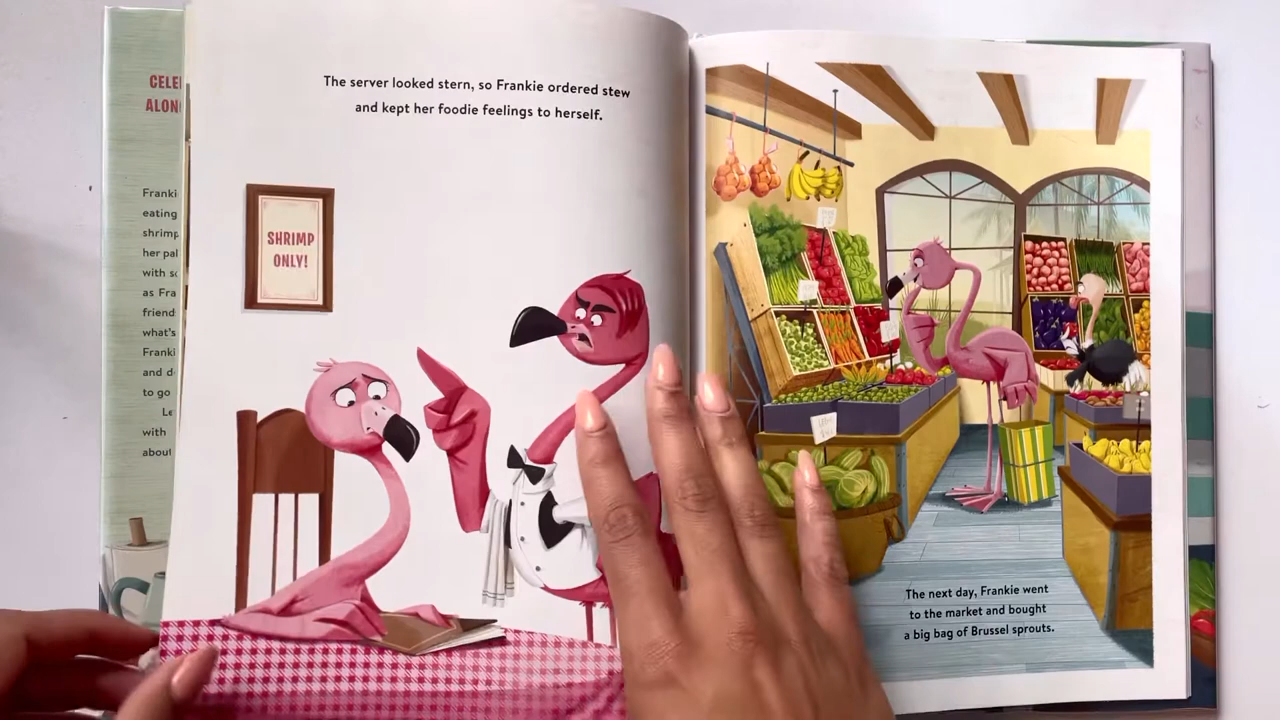 CELE
ALON
Franki
eating
shrimp
her pal
with so
as Fra
friend
what's
Franki
and d
to go
Le
with
about
The server looked stern, so Frankie ordered stew
and kept her foodie feelings to herself.
SHRIMP
ONLY!
The next day, Frankie went
to the market and bought
a big bag of Brussel sprouts.